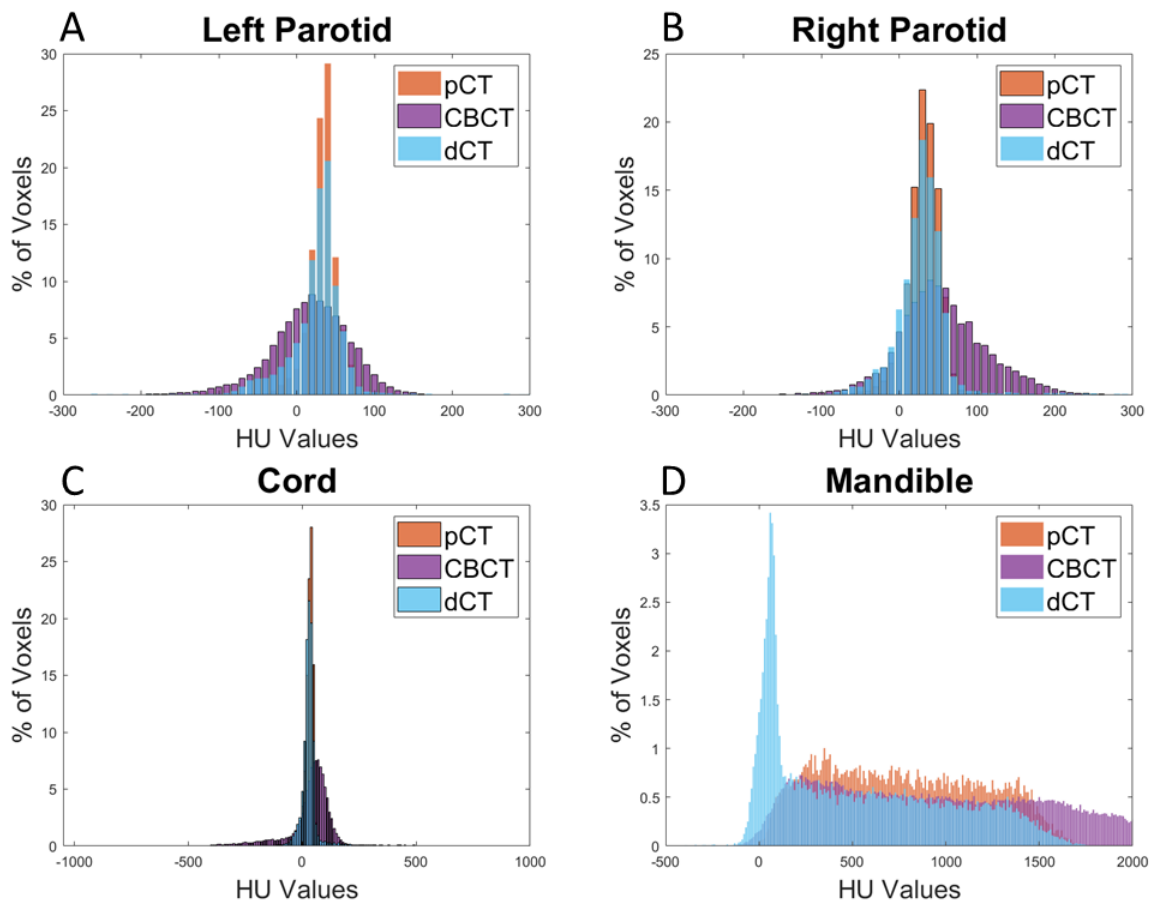 A
Left Parotid
30
25
20
15
10
5
0
% of Voxels
-300
-200
-100
0
100
200
300
HU Values
pCT
CBCT
dCT
B
Right Parotid
25
20
15
10
5
0
% of Voxels
-300
-200
-100
0
100
200
300
HU Values
pCT
CBCT
dCT
C
Cord
30
25
20
15
10
5
0
% of Voxels
-1000
-500
0
500
1000
HU Values
pCT
CBCT
dCT
D
Mandible
3.5
3
2.5
2
1.5
1
0.5
0
% of Voxels
-500
0
500
1000
1500
2000
HU Values
pCT
CBCT
dCT